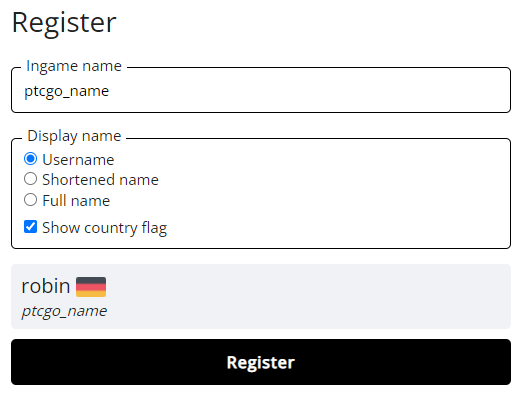 Register
Ingame name
ptcgo_name
Display name
Username
Shortened name
Full name
Show country flag
robin
ptcgo_name
Register